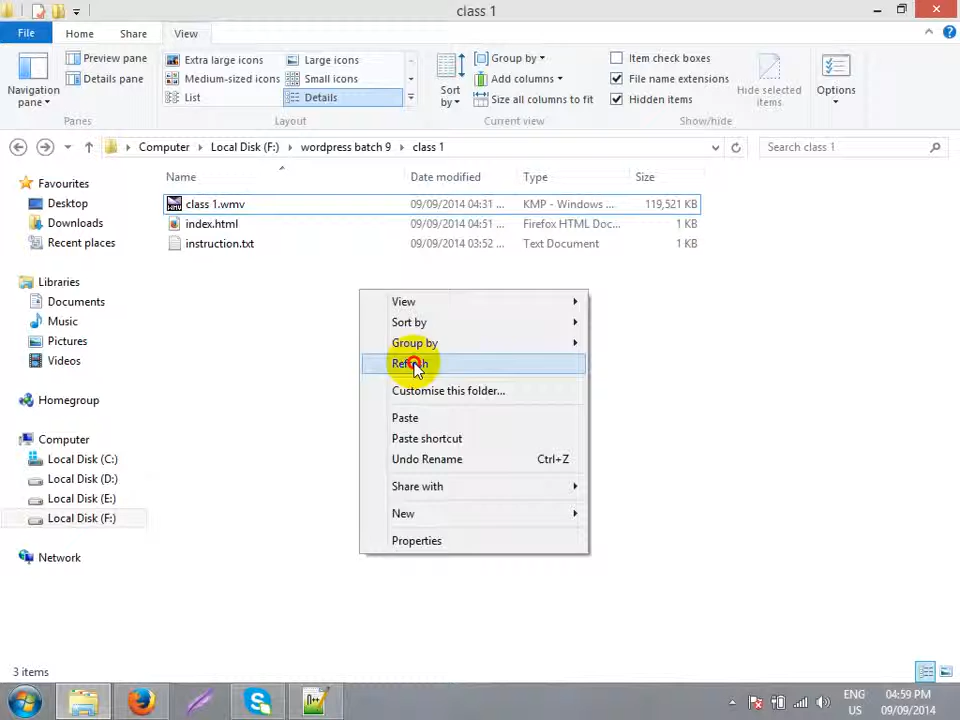 class 1
File Home Share View
Navigation pane
Preview pane
Details pane
Panes
Extra large icons Large icons
Medium-sized icons Small icons
List Details
Layout
Sort by
Group by
Add columns
Size all columns to fit
Current view
Item check boxes
File name extensions
Hidden items
Hide selected items
Show/hide
Options
Computer Local Disk (F:) wordpress batch 9 class 1
Search class 1
Name Date modified Type Size
class 1.wmv 09/09/2014 04:31 ... KMP - Windows ... 119,521 KB
index.html 09/09/2014 04:51 ... Firefox HTML Doc... 1 KB
instruction.txt 09/09/2014 03:52 ... Text Document 1 KB
Favourites
Desktop
Downloads
Recent places
Libraries
Documents
Music
Pictures
Videos
Homegroup
Computer
Local Disk (C:)
Local Disk (D:)
Local Disk (E:)
Local Disk (F:)
Network
View
Sort by
Group by
Refresh
Customise this folder...
Paste
Paste shortcut
Undo Rename Ctrl+Z
Share with
New
Properties
3 items
ENG 04:59 PM
US 09/09/2014